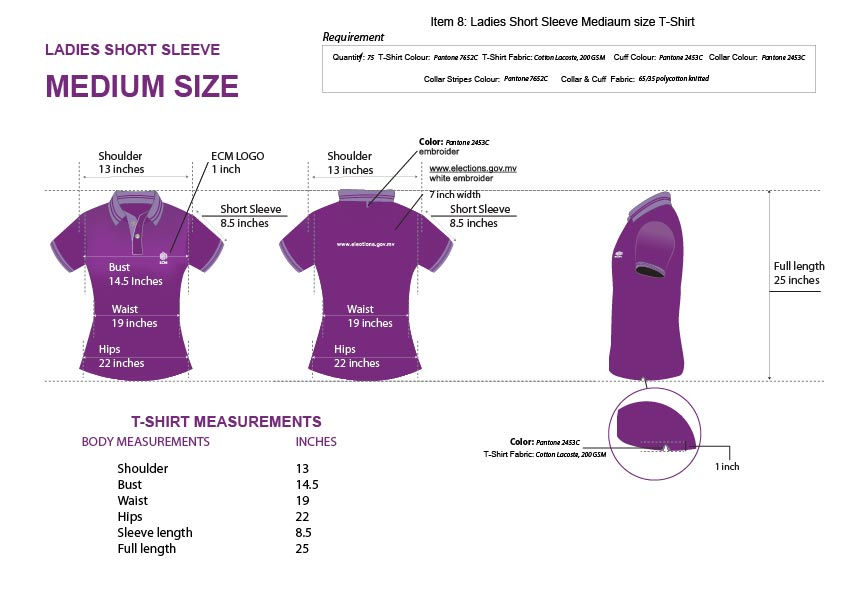 Item 8: Ladies Short Sleeve Mediaum size T-Shirt
LADIES SHORT SLEEVE
MEDIUM SIZE
Requirement
Quantity: 75 T-Shirt Colour: Pantone 7652C T-Shirt Fabric: Cotton Lacoste, 200 GSM Cuff Colour: Pantone 2453C Collar Colour: Pantone 2453C
Collar Stripes Colour: Pantone 7652C Collar & Cuff Fabric: 65/35 polycotton knitted
Shoulder
13 inches
ECM LOGO
1 inch
Shoulder
13 inches
Color: Pantone 2453C
embroider
www.elections.gov.mv
white embroider
7 inch width
Short Sleeve
8.5 inches
Short Sleeve
8.5 inches
www.elections.gov.mv
ECM
Bust
14.5 Inches
Waist
19 inches
Hips
22 inches
Waist
19 inches
Hips
22 inches
Full length
25 inches
Color: Pantone 2453C
T-Shirt Fabric: Cotton Lacoste, 200 GSM
1 inch
T-SHIRT MEASUREMENTS
BODY MEASUREMENTS INCHES
Shoulder 13
Bust 14.5
Waist 19
Hips 22
Sleeve length 8.5
Full length 25